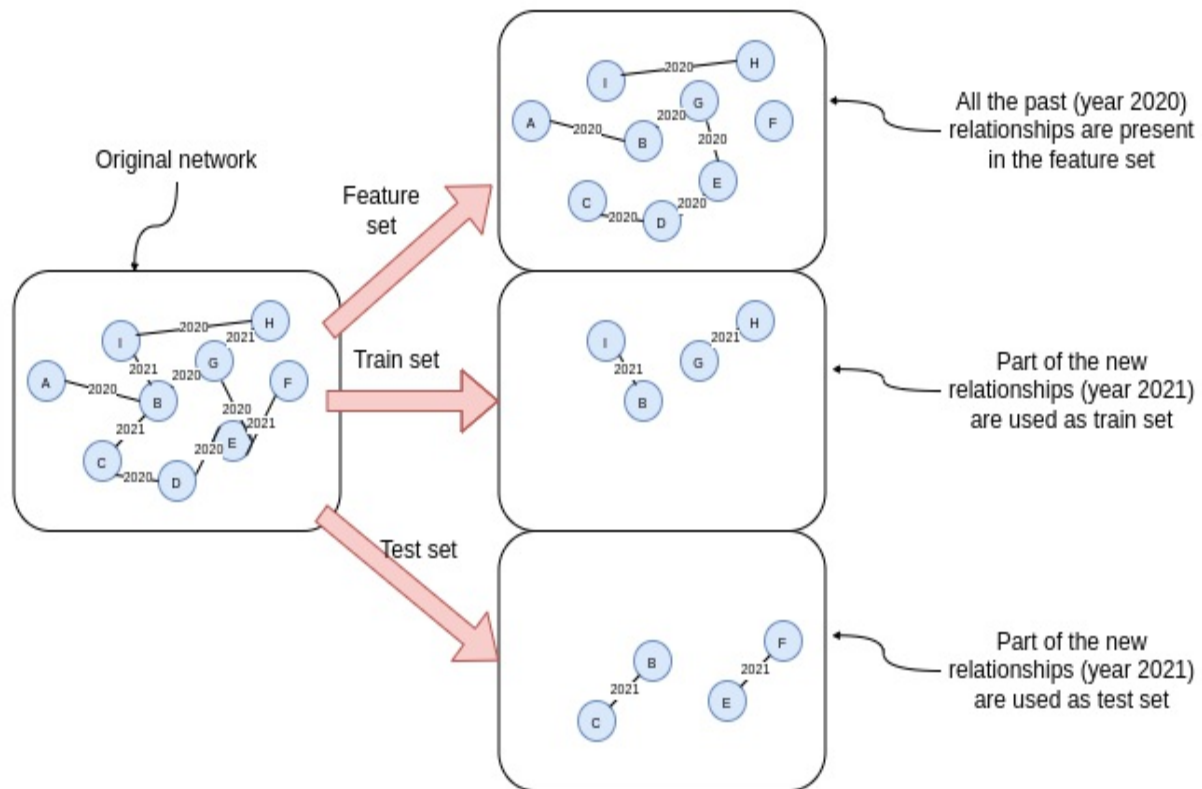 Original network
I
2020
H
2021
G
2021
2020
A
2020
B
F
2020
2021
2021
E
2020
C
2020
D
Feature
set
Train set
Test set
I
2020
H
G
2020
A
2020
B
F
2020
E
C
2020
2020
D
All the past (year 2020)
relationships are present
in the feature set
I
H
2021
G
2021
B
Part of the new
relationships (year 2021)
are used as train set
F
B
2021
2021
E
C
Part of the new
relationships (year 2021)
are used as test set